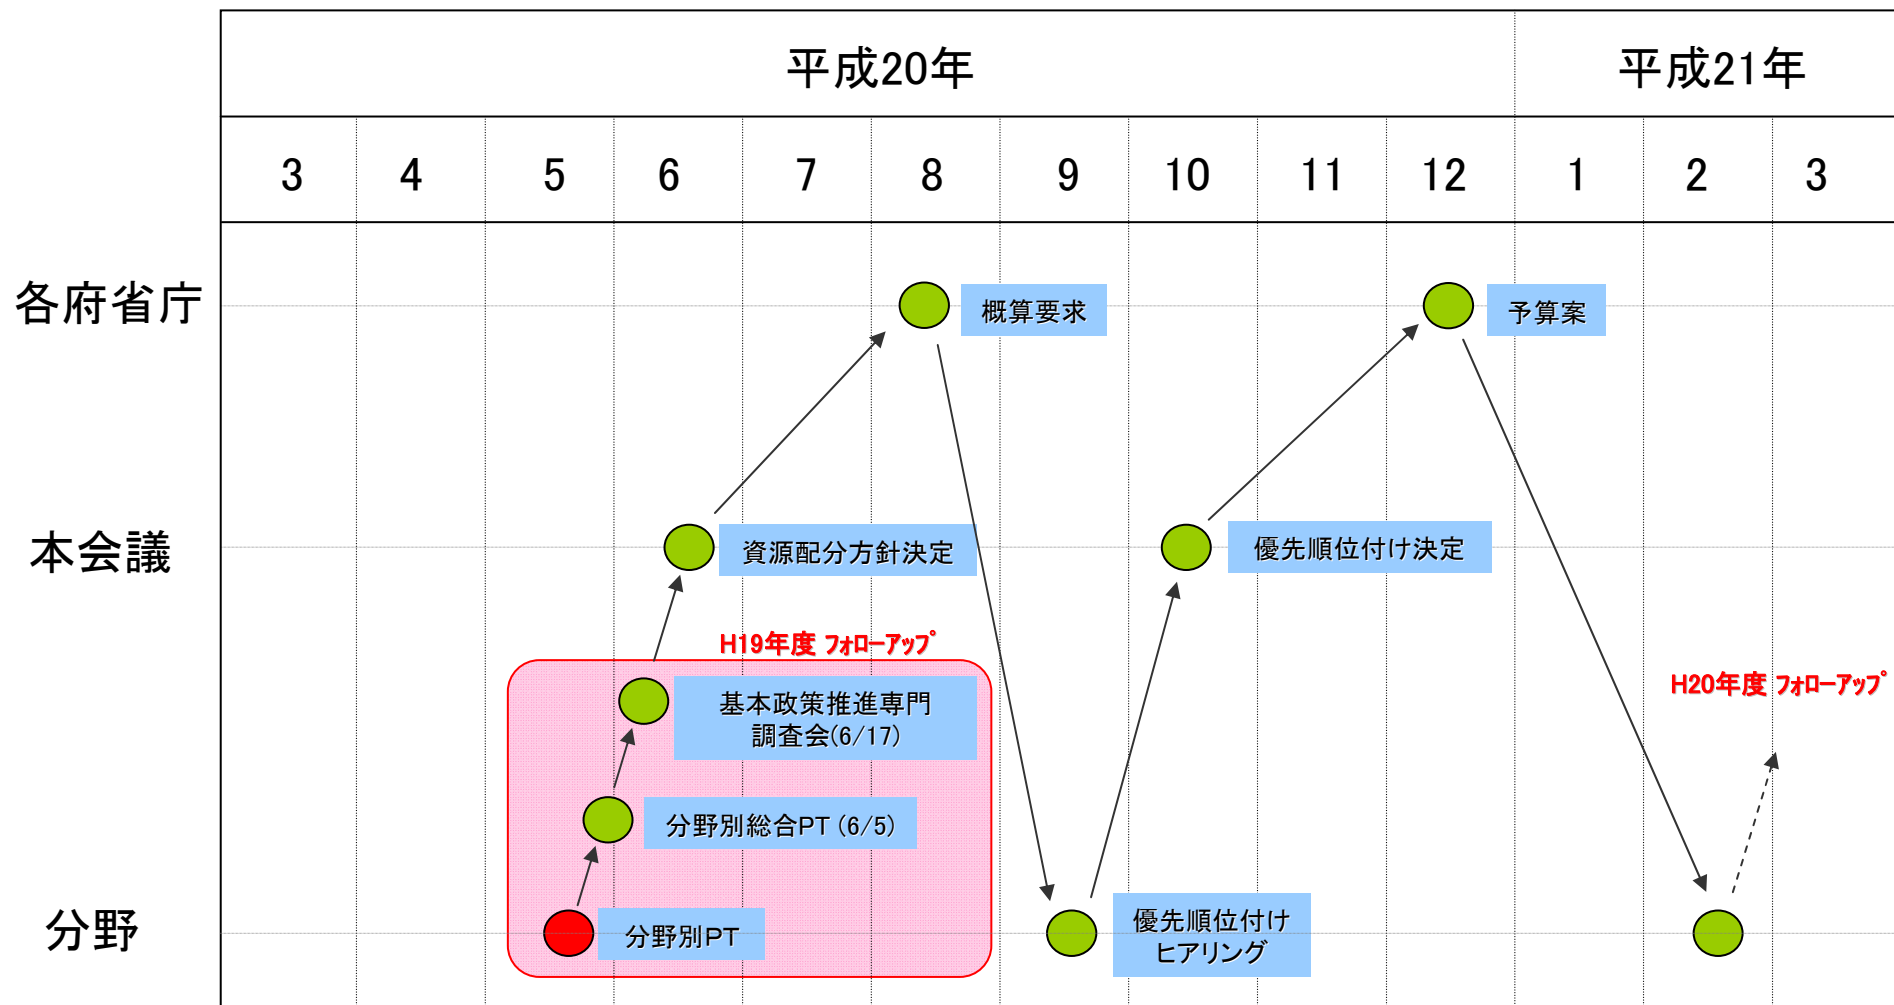 平成20年
平成21年
3 4 5 6 7 8 9 10 11 12 1 2 3
各府省庁
概算要求
予算案
本会議
資源配分方針決定
優先順位付け決定
H19年度 ﾌｫﾛｰｱｯﾌﾟ
基本政策推進専門
調査会(6/17)
H20年度 ﾌｫﾛｰｱｯﾌﾟ
分野別総合PT (6/5)
分野
分野別PT
優先順位付け
ヒアリング